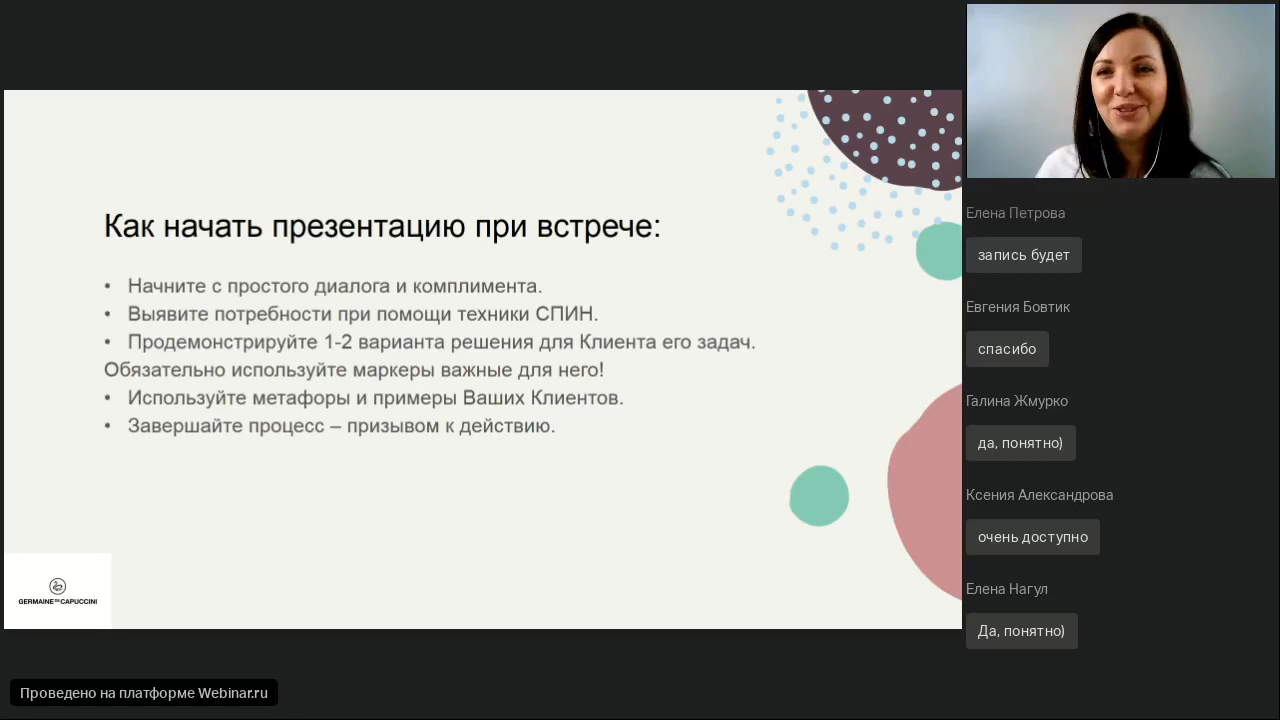 Как начать презентацию при встрече:
• Начните с простого диалога и комплимента.
• Выявите потребности при помощи техники СПИН.
• Продемонстрируйте 1-2 варианта решения для Клиента его задач.
Обязательно используйте маркеры важные для него!
• Используйте метафоры и примеры Ваших Клиентов.
• Завершайте процесс – призывом к действию.
GERMAINE DE CAPUCCINI
Проведено на платформе Webinar.ru
Елена Петрова
запись будет
Евгения Бовтик
спасибо
Галина Жмурко
да, понятно)
Ксения Александрова
очень доступно
Елена Нагул
Да, понятно)